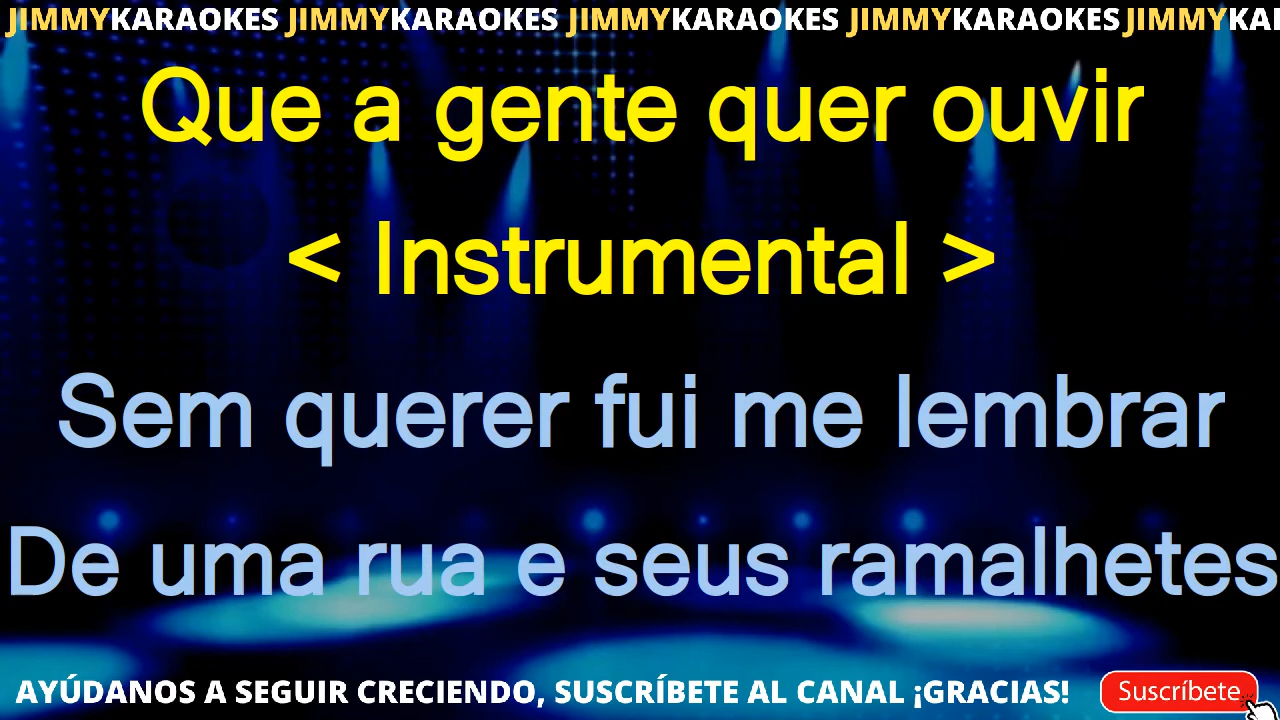 JIMMYKARAOKES JIMMYKARAOKES JIMMYKARAOKES JIMMYKARAOKES JIMMYKA
Que a gente quer ouvir
< Instrumental >
Sem querer fui me lembrar
De uma rua e seus ramalhetes
AYÚDANOS A SEGUIR CRECIENDO, SUSCRÍBETE AL CANAL ¡GRACIAS! Suscríbete